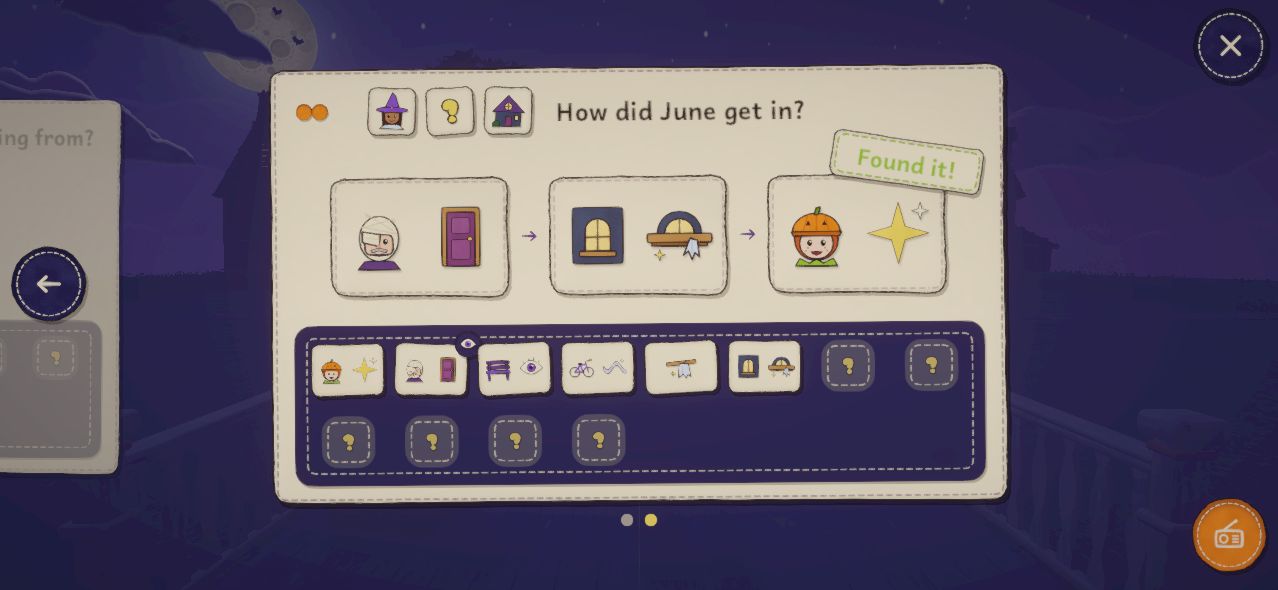 ing from?
?
How did June get in?
Found it!
? ?
? ? ? ?
?